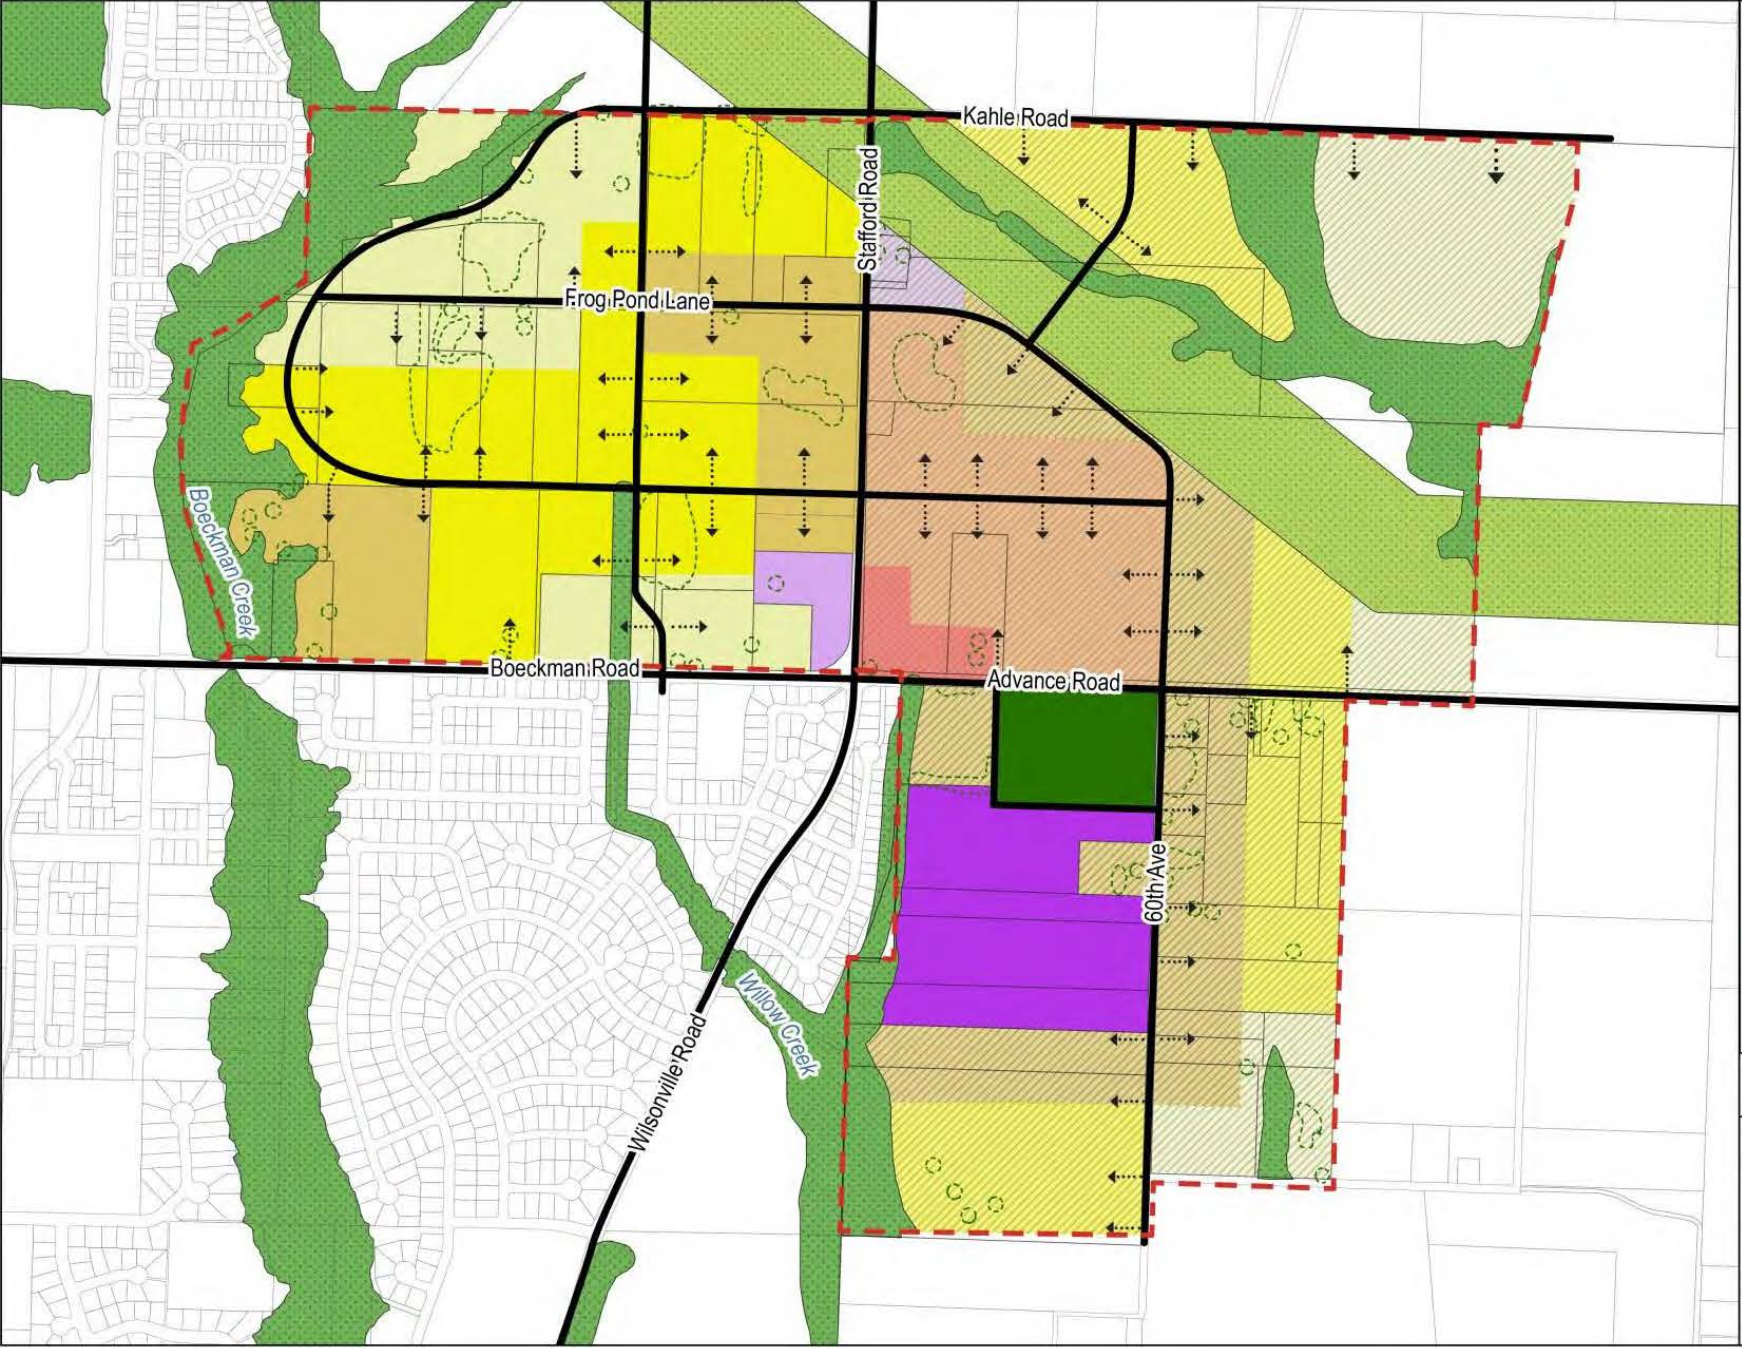 Kahle Road
Stafford Road
Frog Pond Lane
Boeckman Creek
Boeckman Road
Advance Road
60th Ave
Willow Creek
Wilsonville Road